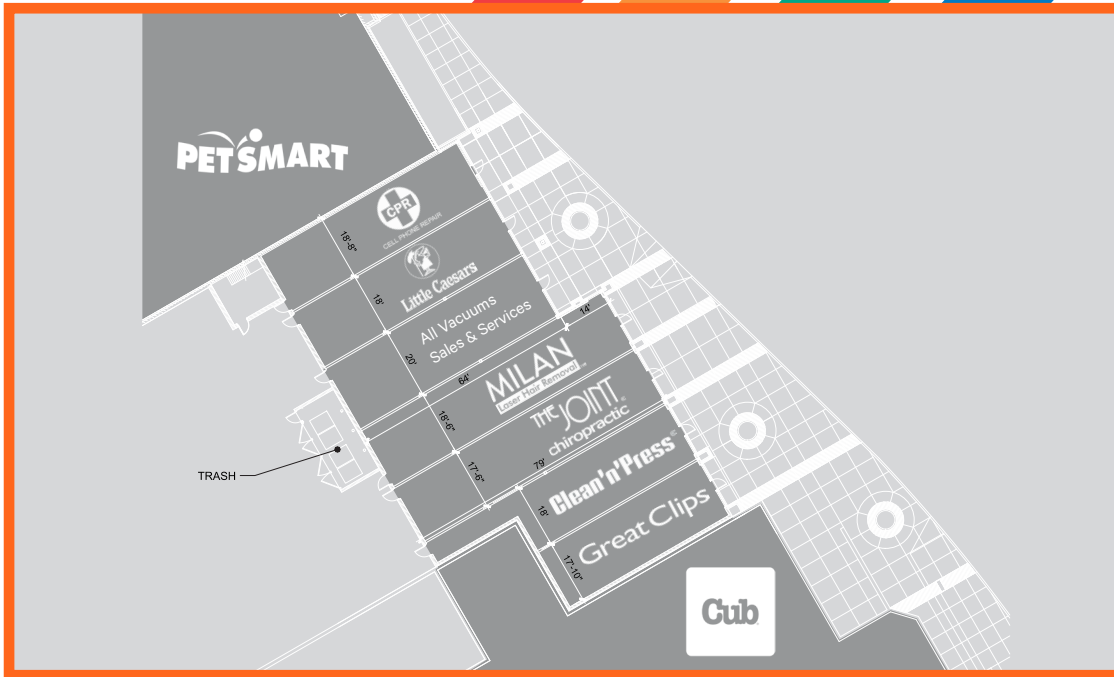 PETSMART
CPR
CELL PHONE REPAIR
18'-8"
Little Caesars
18'
All Vacuums
Sales & Services
20'
14'
64'
MILAN
Laser Hair Removal
18'-6"
THE JOINT
chiropractic
17'-6"
79'
Clean'n'Press
18'
Great Clips
17'-10"
TRASH
Cub